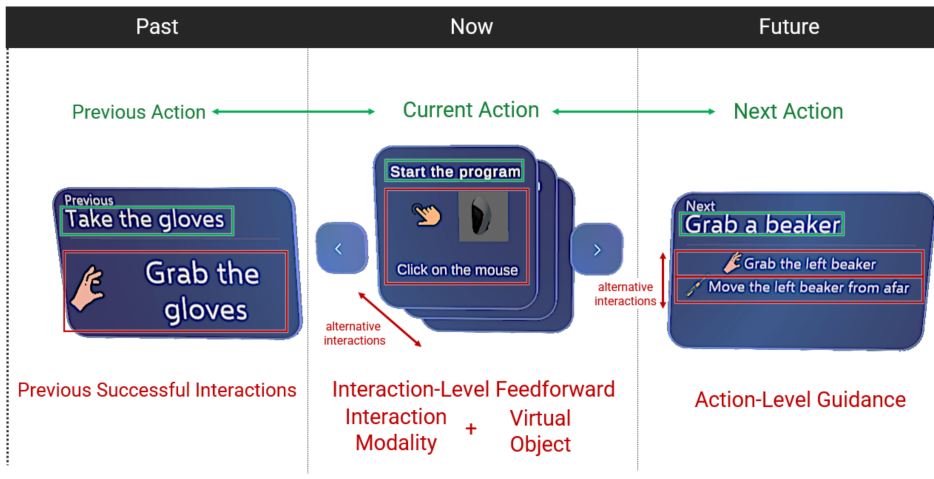 Past
Now
Future
Previous Action
Current Action
Next Action
Previous
Take the gloves
Grab the
gloves
Start the program
Click on the mouse
Next
Grab a beaker
Grab the left beaker
Move the left beaker from afar
alternative
interactions
alternative
interactions
Previous Successful Interactions
Interaction-Level Feedforward
Interaction
Modality
+
Virtual
Object
Action-Level Guidance